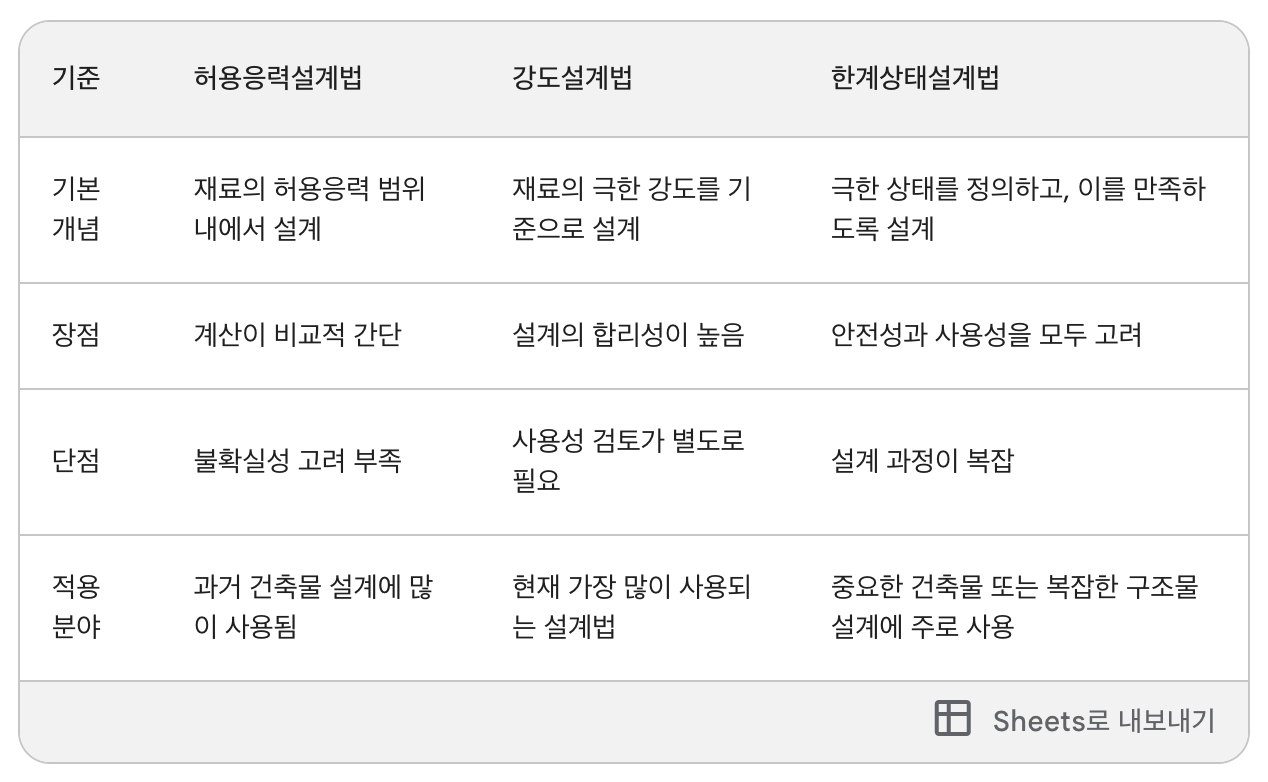 기준 허용응력설계법 강도설계법 한계상태설계법
기본 재료의 허용응력 범위 재료의 극한 강도를 기 극한 상태를 정의하고, 이를 만족하
개념 내에서 설계 준으로 설계 도록 설계
장점 계산이 비교적 간단 설계의 합리성이 높음 안전성과 사용성을 모두 고려
단점 불확실성 고려 부족 사용성 검토가 별도로
필요 설계 과정이 복잡
적용 과거 건축물 설계에 많 현재 가장 많이 사용되 중요한 건축물 또는 복잡한 구조물
분야 이 사용됨 는 설계법 설계에 주로 사용
Sheets로 내보내기